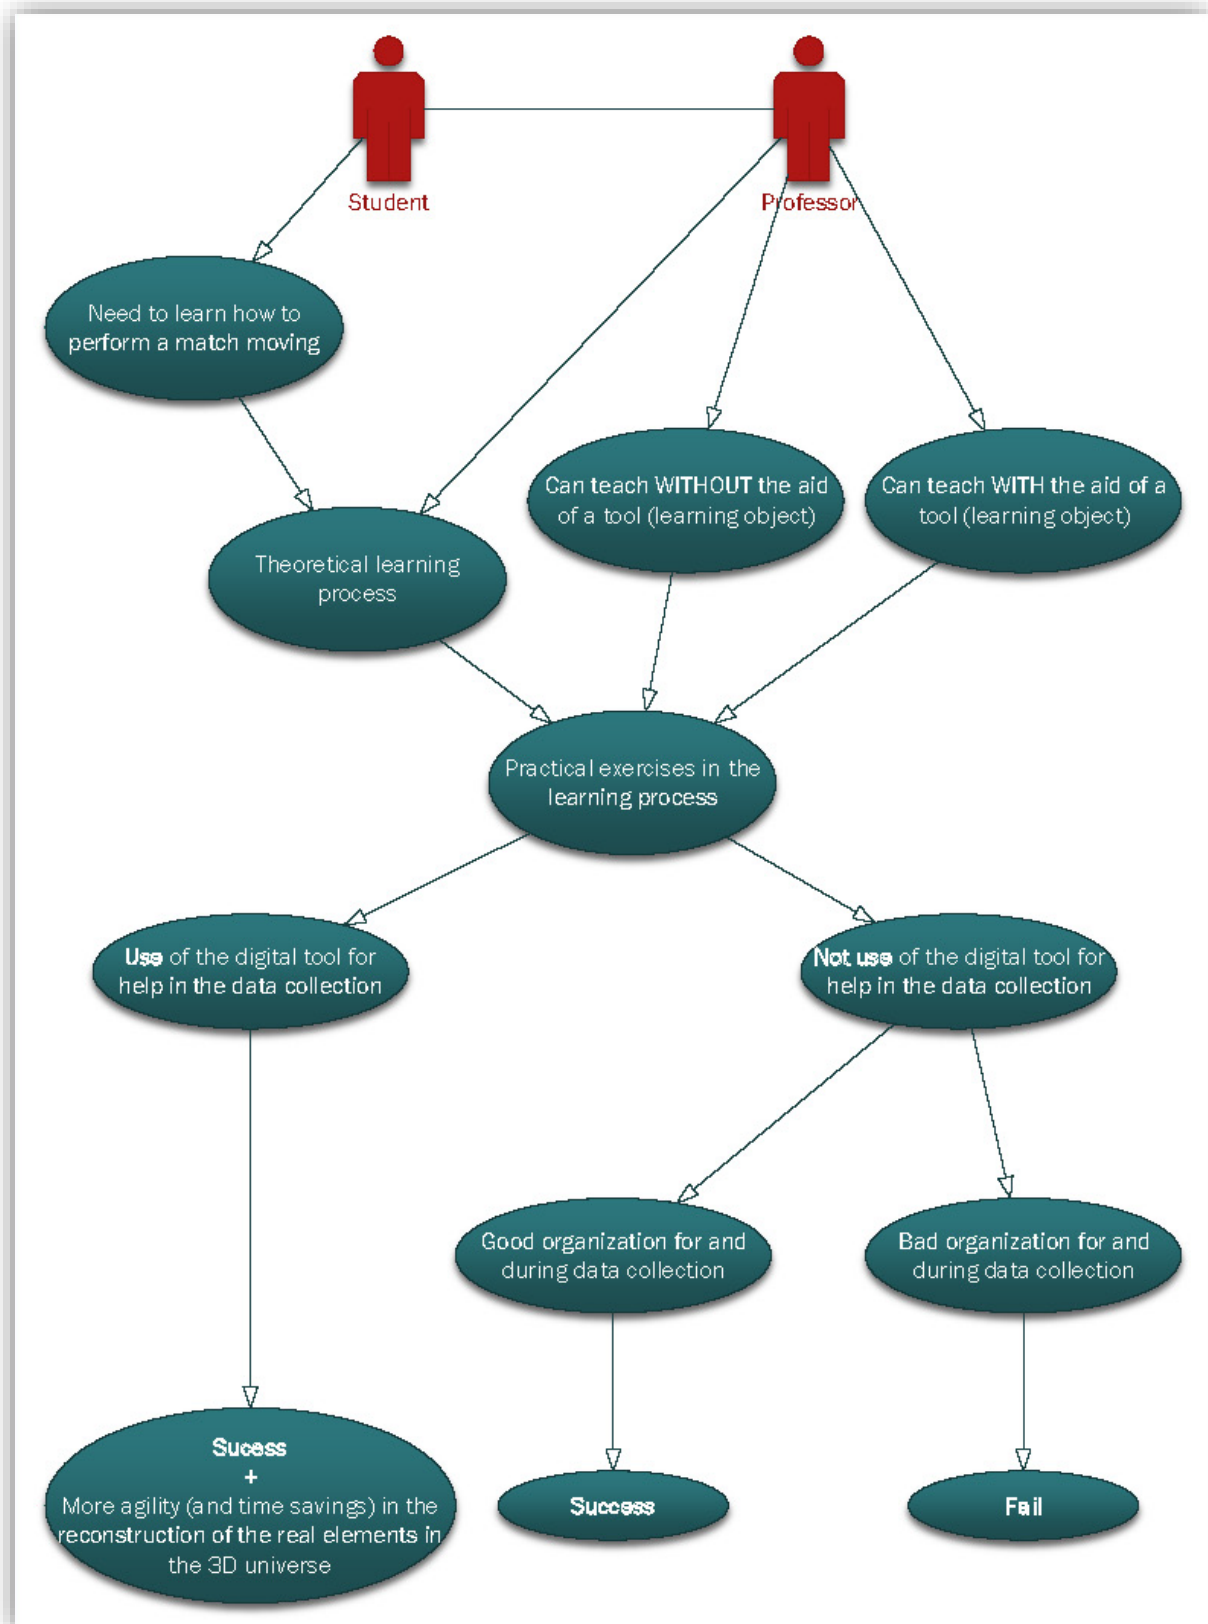 Student
Professor
Need to learn how to
perform a match moving
Can teach WITHOUT the aid
of a tool (learning object)
Can teach WITH the aid of a
tool (learning object)
Theoretical learning
process
Practical exercises in the
learning process
Use of the digital tool for
help in the data collection
Not use of the digital tool for
help in the data collection
Good organization for and
during data collection
Bad organization for and
during data collection
Sucess
+
More agility (and time savings) in the
reconstruction of the real elements in
the 3D universe
Success
Fail